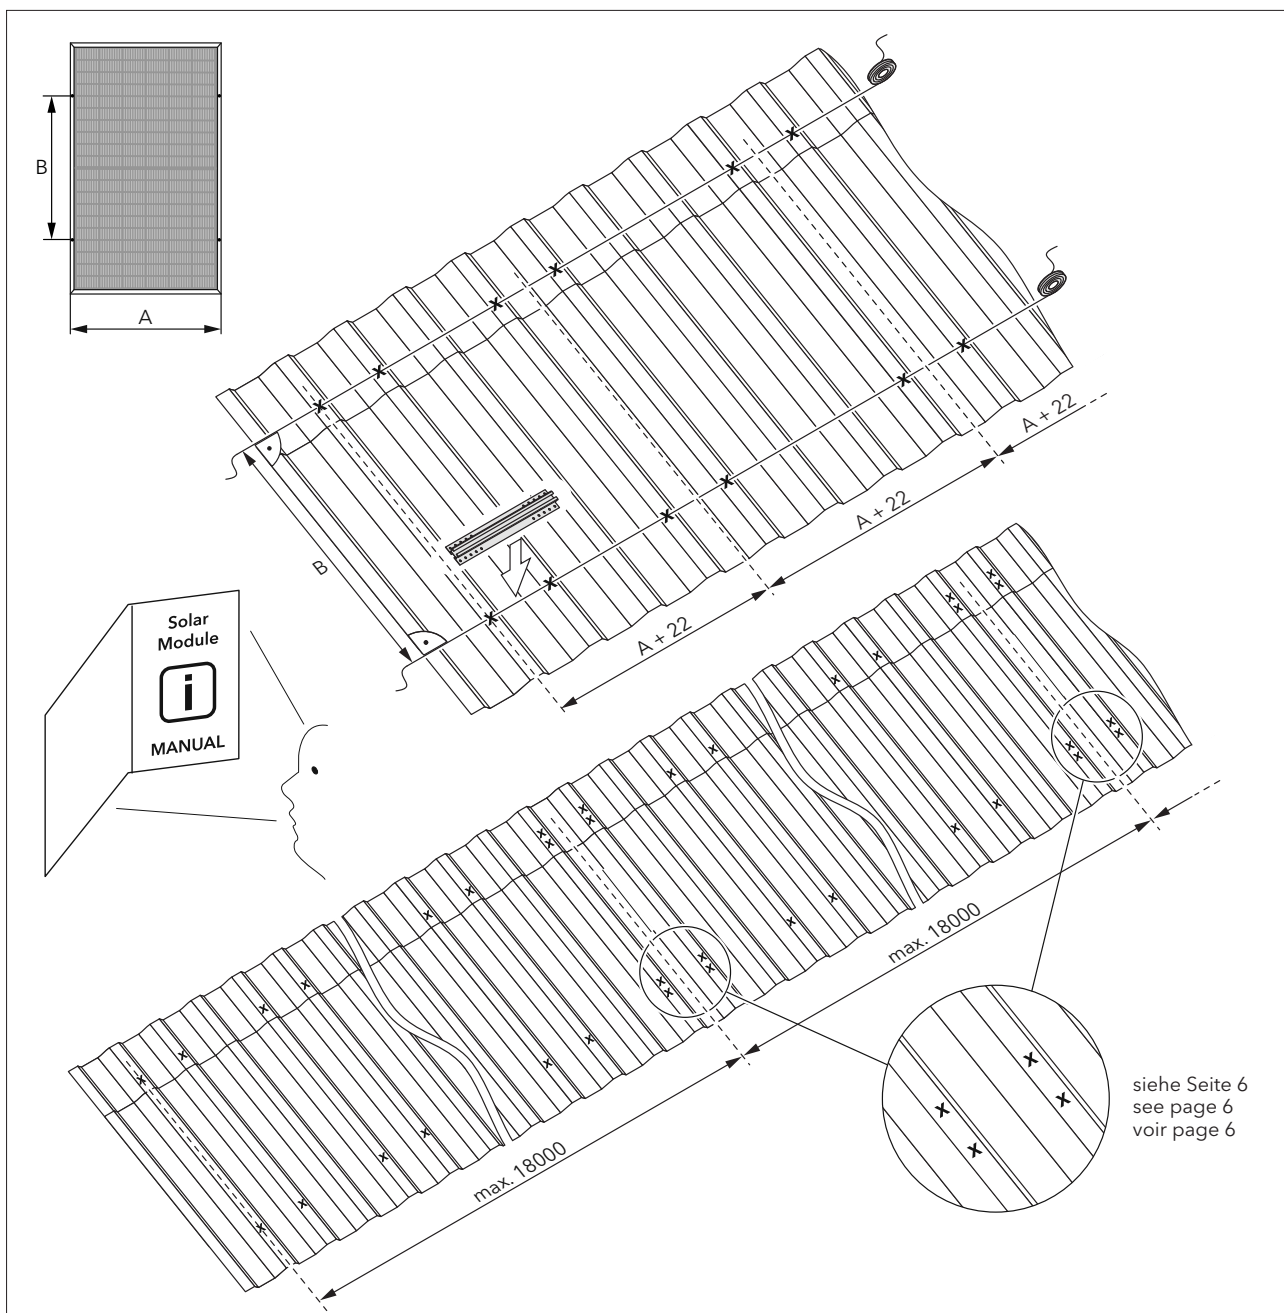 B
A
A + 22
A + 22
A + 22
B
Solar
Module
i
MANUAL
max. 18000
max. 18000
siehe Seite 6
see page 6
voir page 6